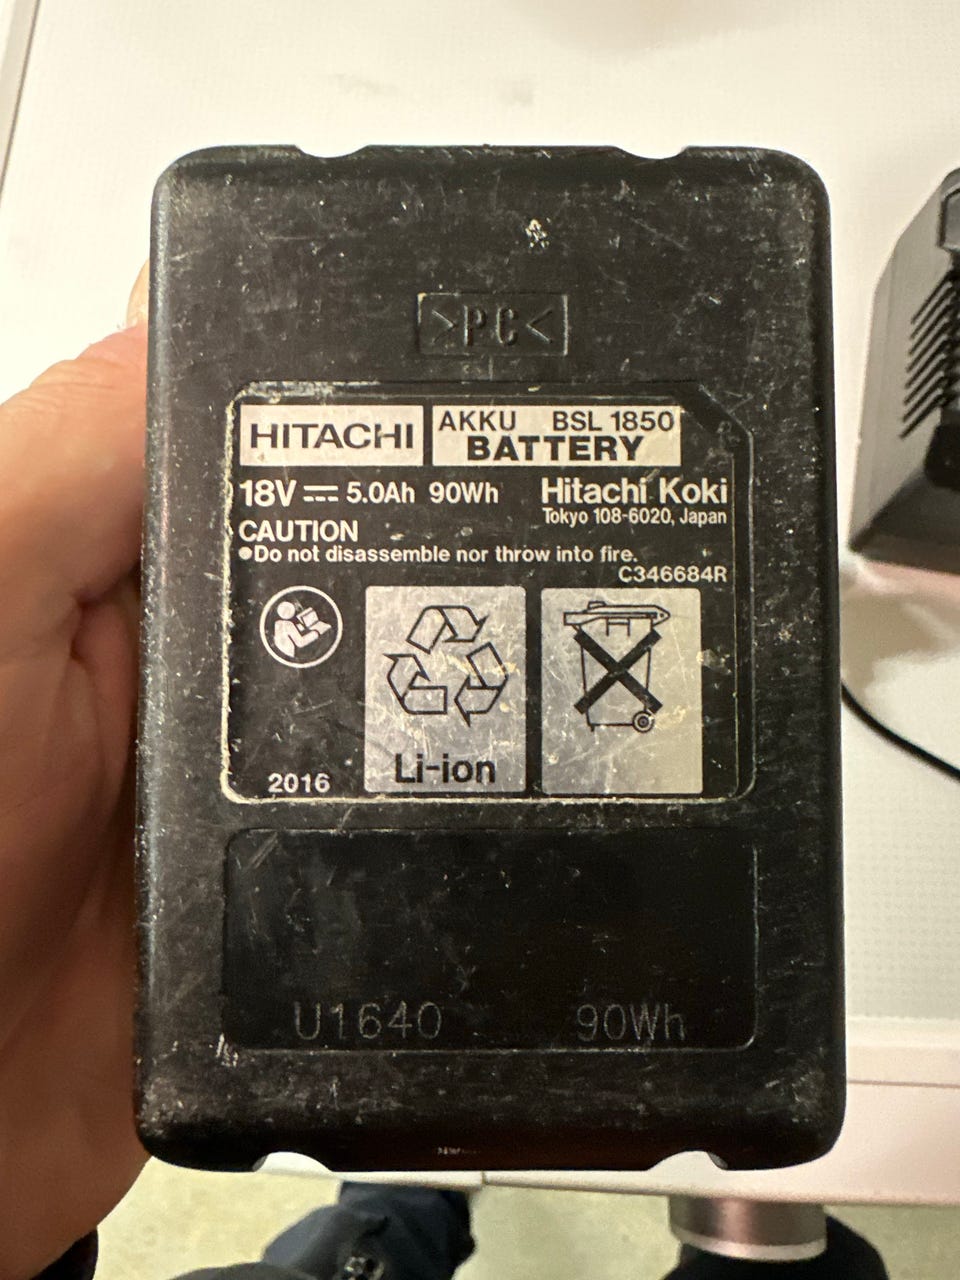 >PC<
HITACHI
AKKU BSL 1850
BATTERY
18V ⎓ 5.0Ah 90Wh
Hitachi Koki
Tokyo 108-6020, Japan
CAUTION
●Do not disassemble nor throw into fire.
C346684R
Li-ion
2016
U1640 90Wh